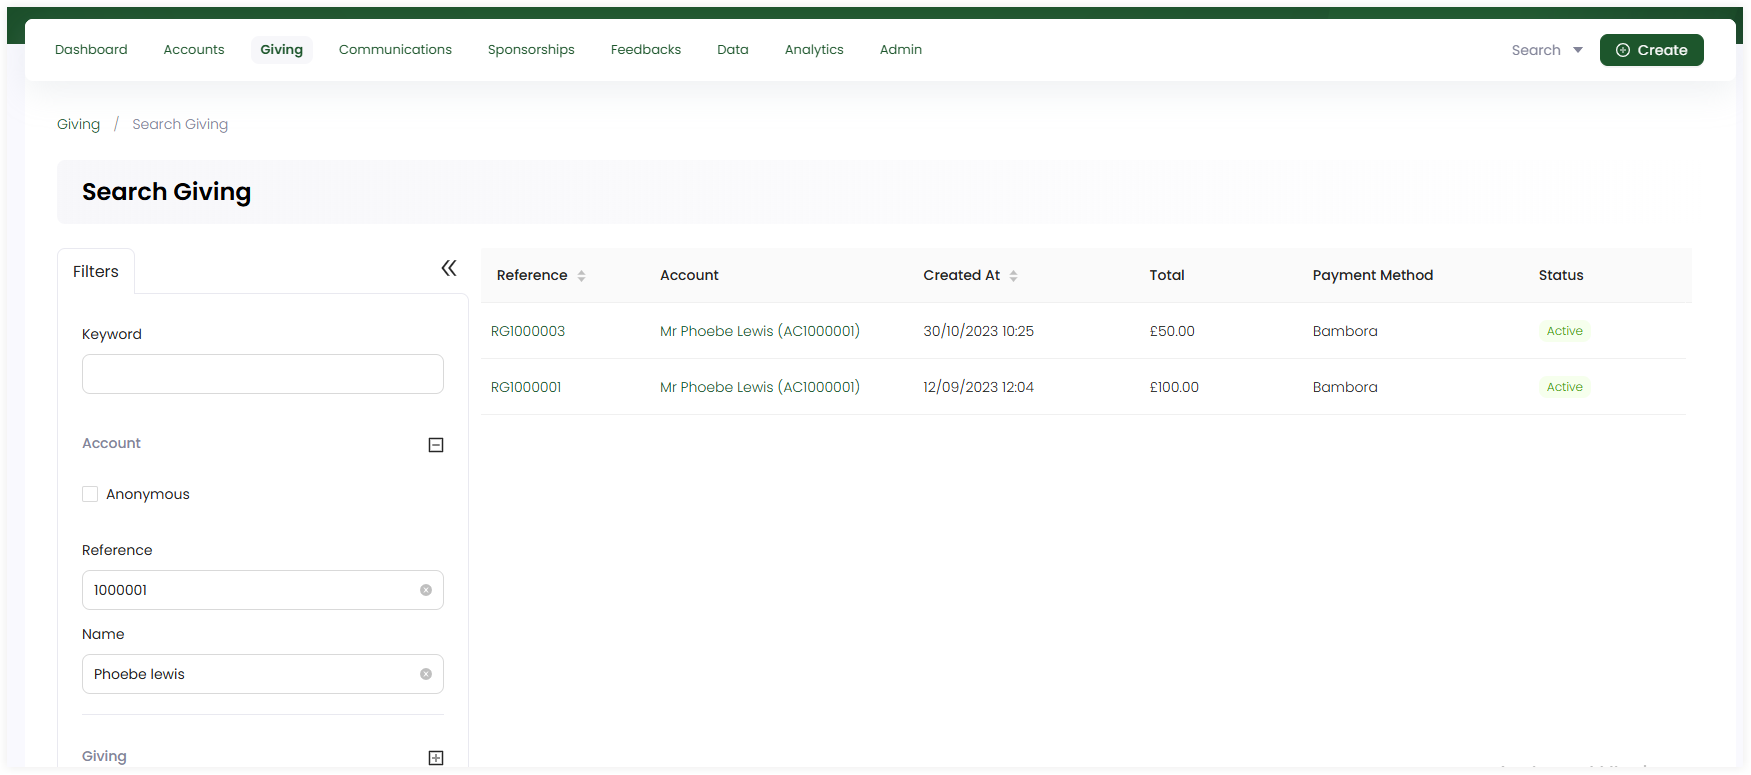 Dashboard Accounts Giving Communications Sponsorships Feedbacks Data Analytics Admin Search Create
Giving / Search Giving
Search Giving
Filters
Keyword
Account
Anonymous
Reference
1000001
Name
Phoebe lewis
Giving
Reference Account Created At Total Payment Method Status
RG1000003 Mr Phoebe Lewis (AC1000001) 30/10/2023 10:25 £50.00 Bambora Active
RG1000001 Mr Phoebe Lewis (AC1000001) 12/09/2023 12:04 £100.00 Bambora Active